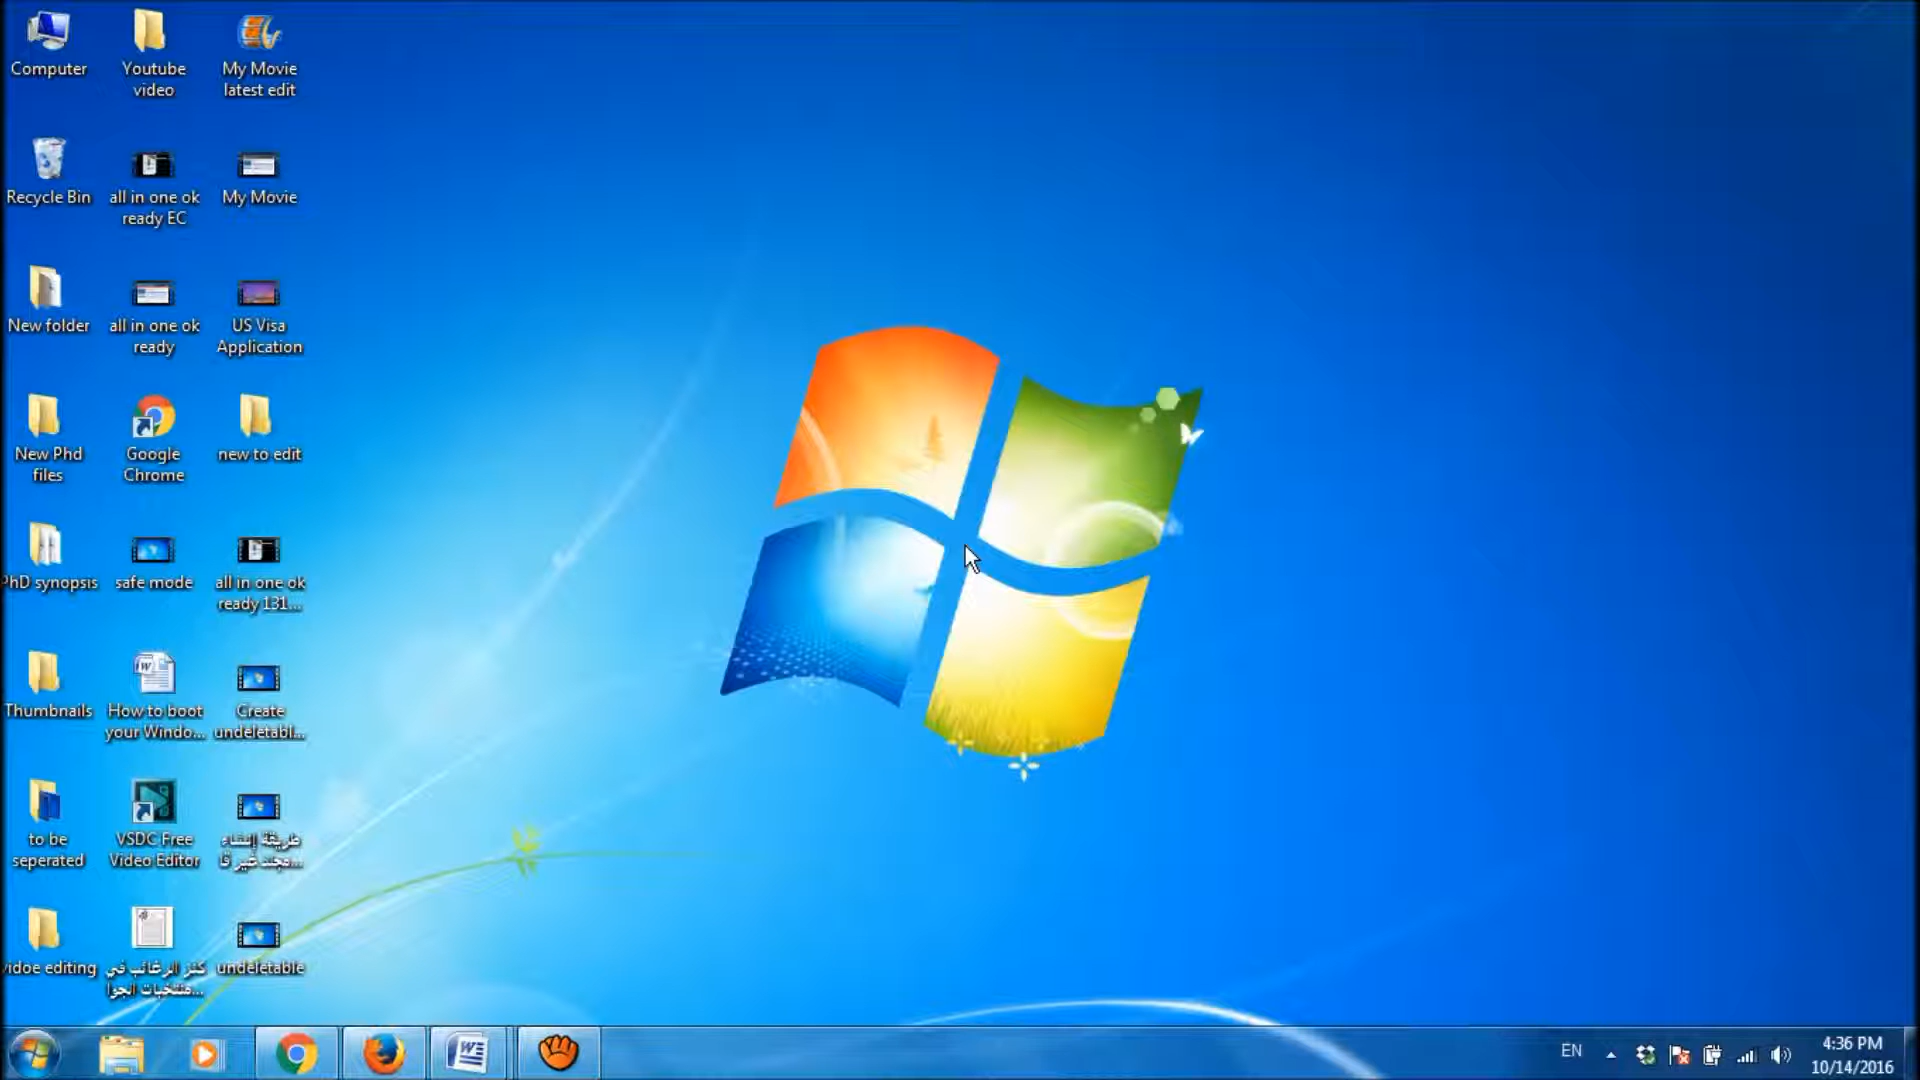 Computer
Youtube
video
My Movie
latest edit
Recycle Bin
all in one ok
ready EC
My Movie
New folder
all in one ok
ready
US Visa
Application
New Phd
files
Google
Chrome
new to edit
PhD synopsis
safe mode
all in one ok
ready 131...
Thumbnails
How to boot
your Windo...
Create
undeletabl...
to be
seperated
VSDC Free
Video Editor
طريقة إنشاء
مجلد غير قا...
vidoe editing
كنز الرغائب في
منتخبات الجوا...
undeletable
EN
4:36 PM
10/14/2016